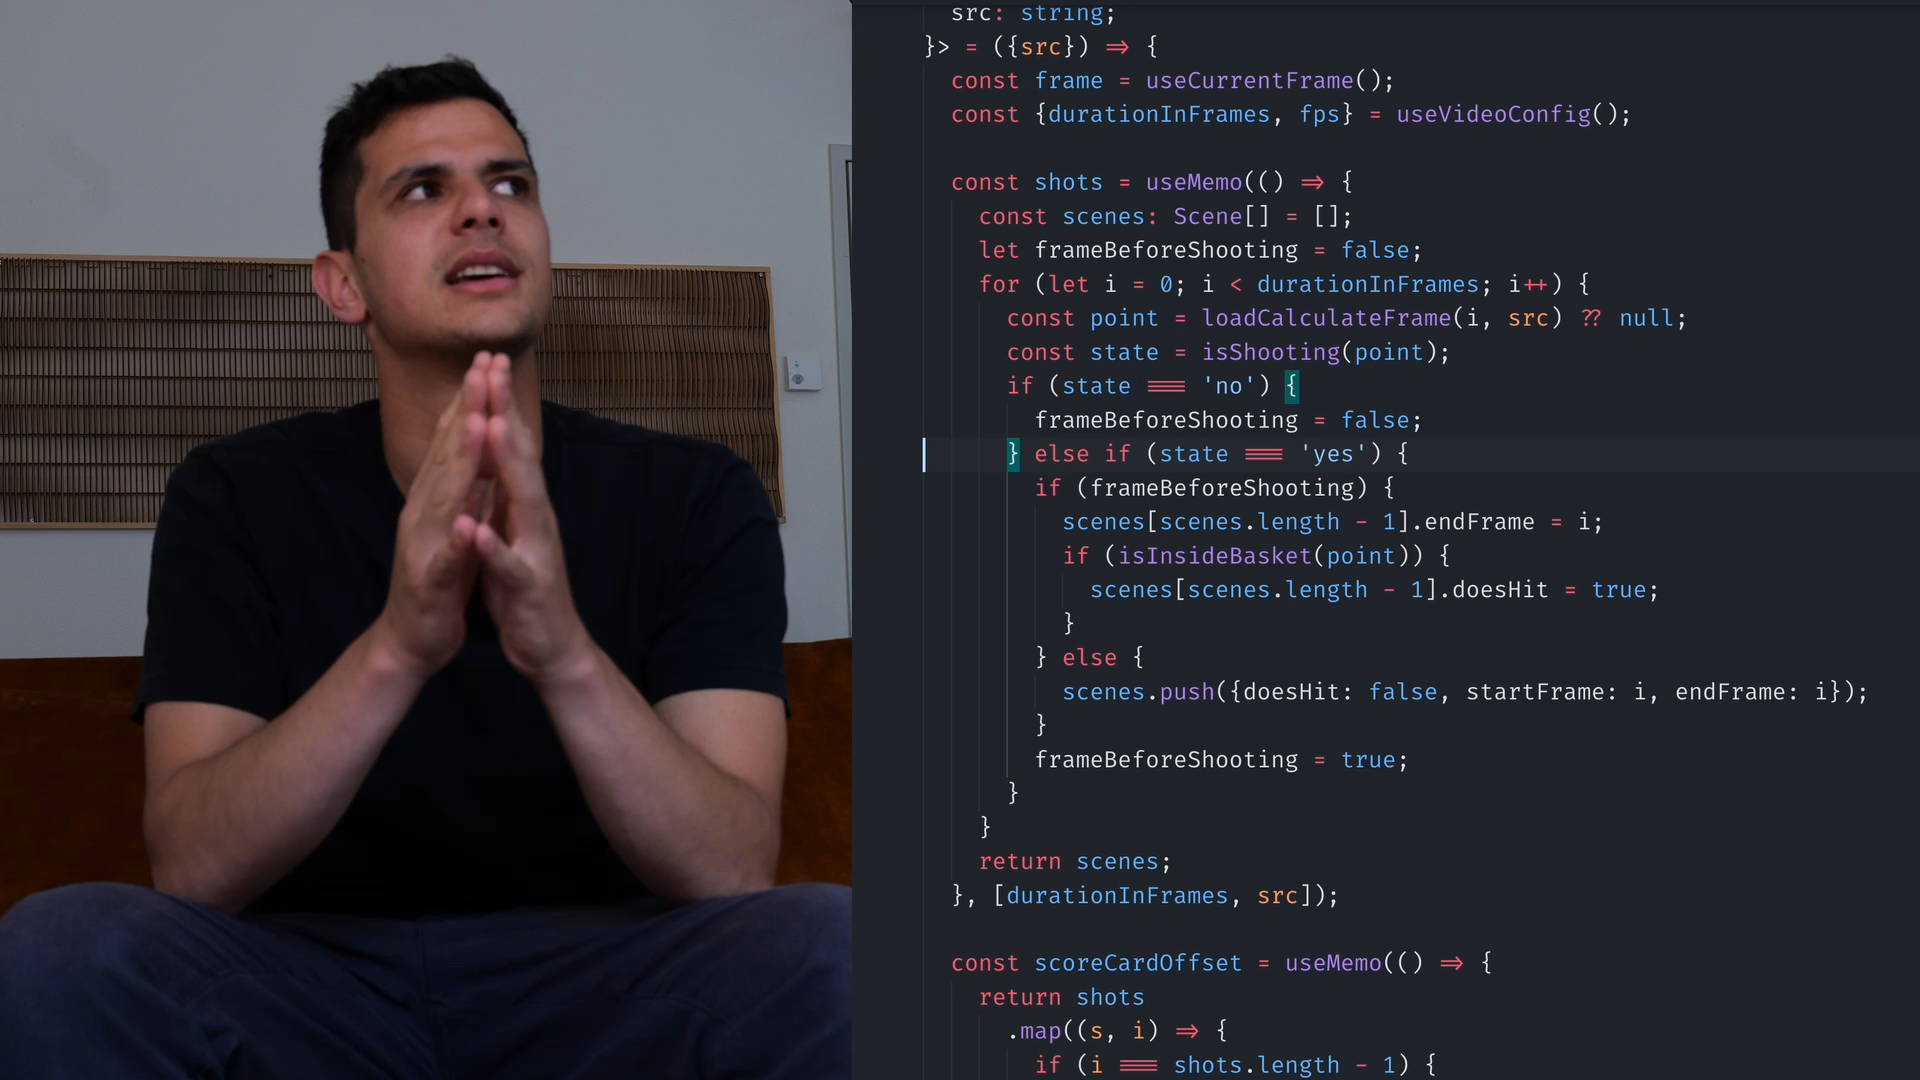 src: string;
}> = ({src}) => {
const frame = useCurrentFrame();
const {durationInFrames, fps} = useVideoConfig();
const shots = useMemo(() => {
const scenes: Scene[] = [];
let frameBeforeShooting = false;
for (let i = 0; i < durationInFrames; i++) {
const point = loadCalculateFrame(i, src) ?? null;
const state = isShooting(point);
if (state === 'no') {
frameBeforeShooting = false;
} else if (state === 'yes') {
if (frameBeforeShooting) {
scenes[scenes.length - 1].endFrame = i;
if (isInsideBasket(point)) {
scenes[scenes.length - 1].doesHit = true;
}
} else {
scenes.push({doesHit: false, startFrame: i, endFrame: i});
}
frameBeforeShooting = true;
}
}
return scenes;
}, [durationInFrames, src]);
const scoreCardOffset = useMemo(() => {
return shots
.map((s, i) => {
if (i === shots.length - 1) {